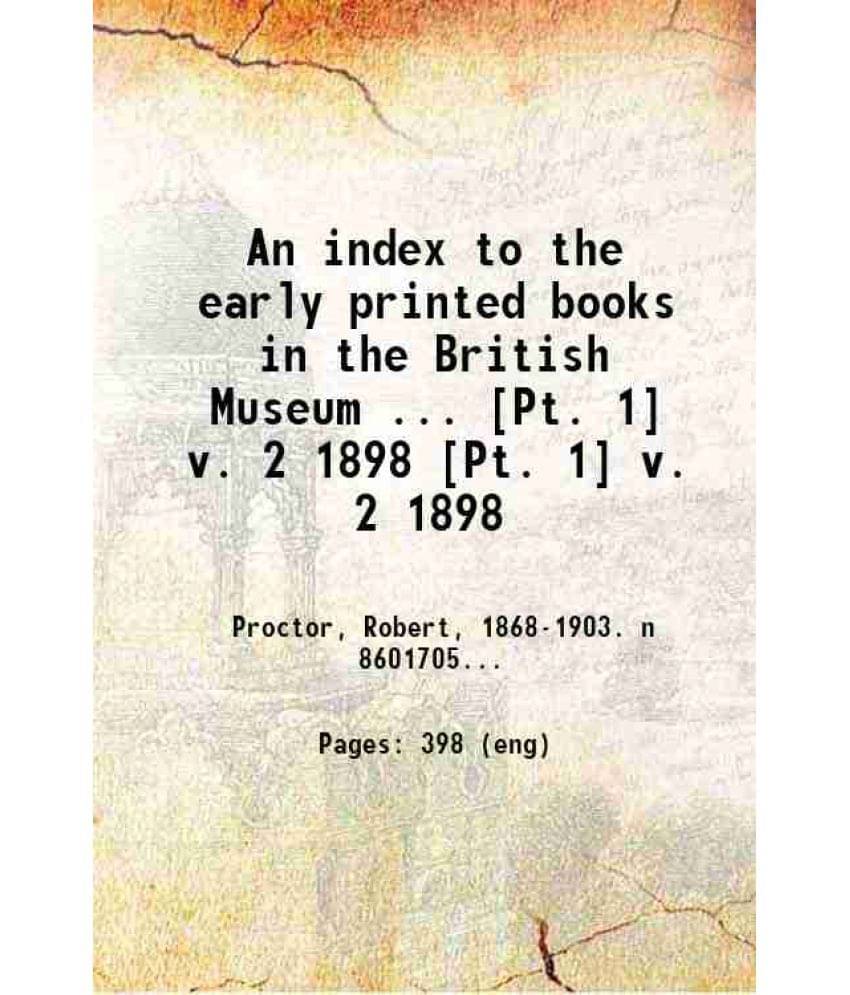 An index to the
early printed books
in the British
Museum ... [Pt. 1]
v. 2 1898 [Pt. 1] v.
2 1898
Proctor, Robert, 1868-1903. n
8601705...
Pages: 398 (eng)